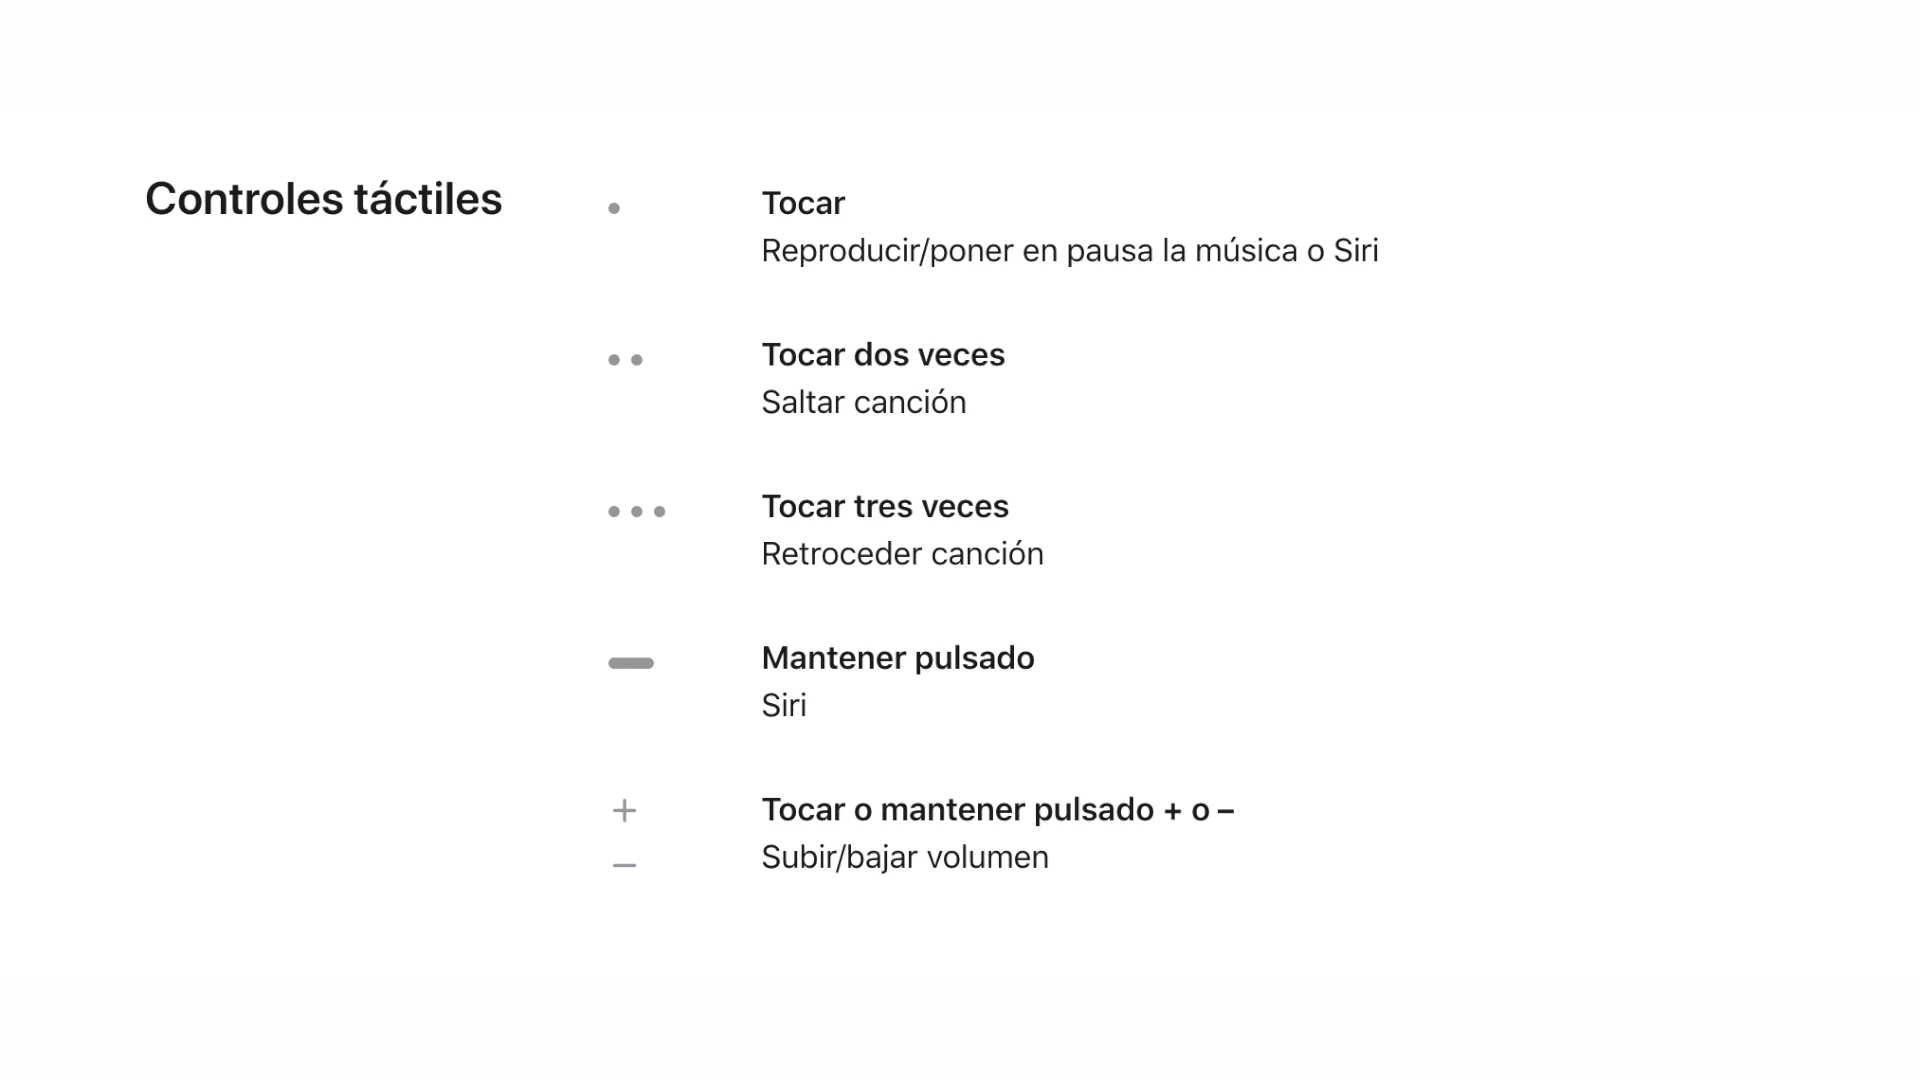 Controles táctiles
Tocar
Reproducir/poner en pausa la música o Siri
Tocar dos veces
Saltar canción
Tocar tres veces
Retroceder canción
Mantener pulsado
Siri
+
–
Tocar o mantener pulsado + o –
Subir/bajar volumen